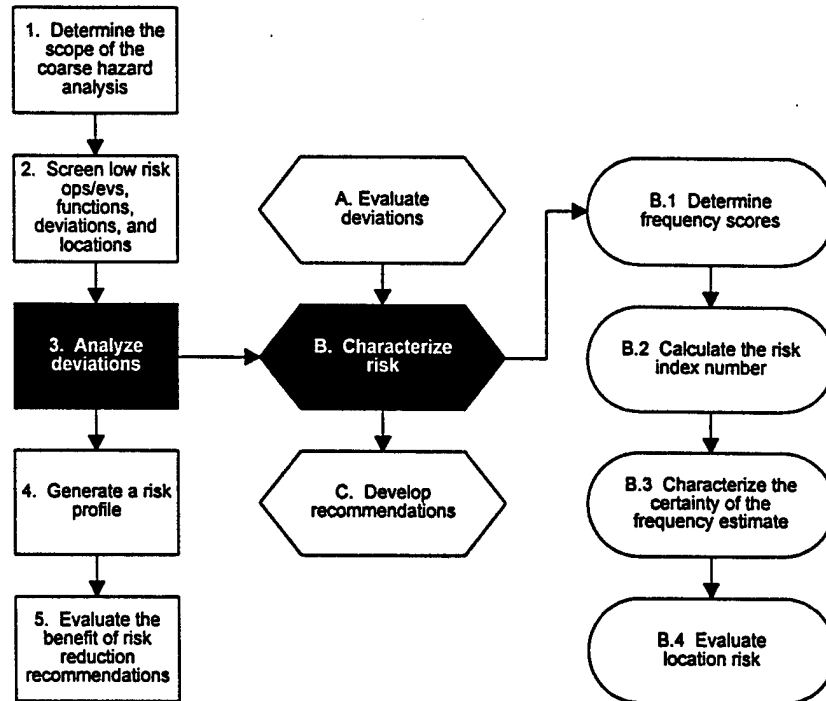 1. Determine the
scope of the
coarse hazard
analysis
2. Screen low risk
ops/evs,
functions,
deviations, and
locations
3. Analyze
deviations
4. Generate a risk
profile
5. Evaluate the
benefit of risk
reduction
recommendations
A. Evaluate
deviations
B. Characterize
risk
C. Develop
recommendations
B.1 Determine
frequency scores
B.2 Calculate the risk
index number
B.3 Characterize the
certainty of the
frequency estimate
B.4 Evaluate
location risk